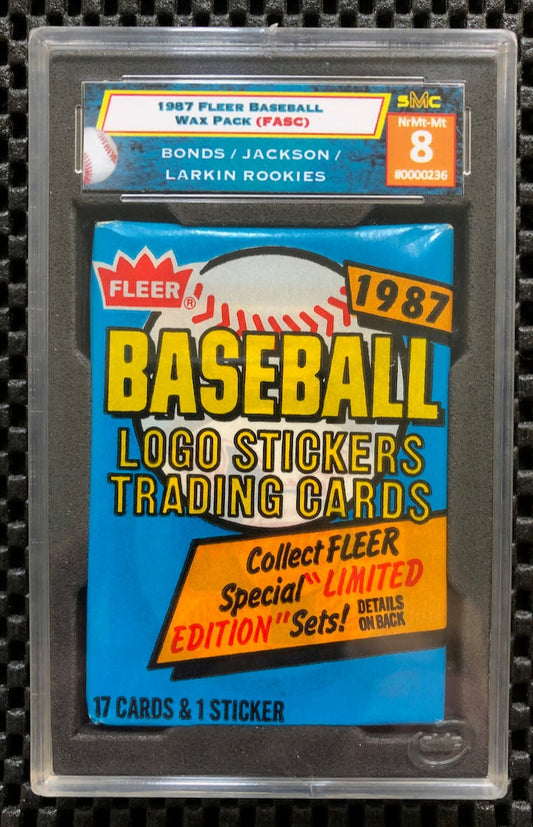 1987 FLEER BASEBALL
WAX PACK (FASC)
BONDS / JACKSON /
LARKIN ROOKIES
SMC
NrMt-Mt
8
#0000236
FLEER®
1987
BASEBALL
LOGO STICKERS
TRADING CARDS
Collect FLEER
Special "LIMITED
EDITION" Sets! DETAILS
ON BACK
17 CARDS & 1 STICKER
SMC